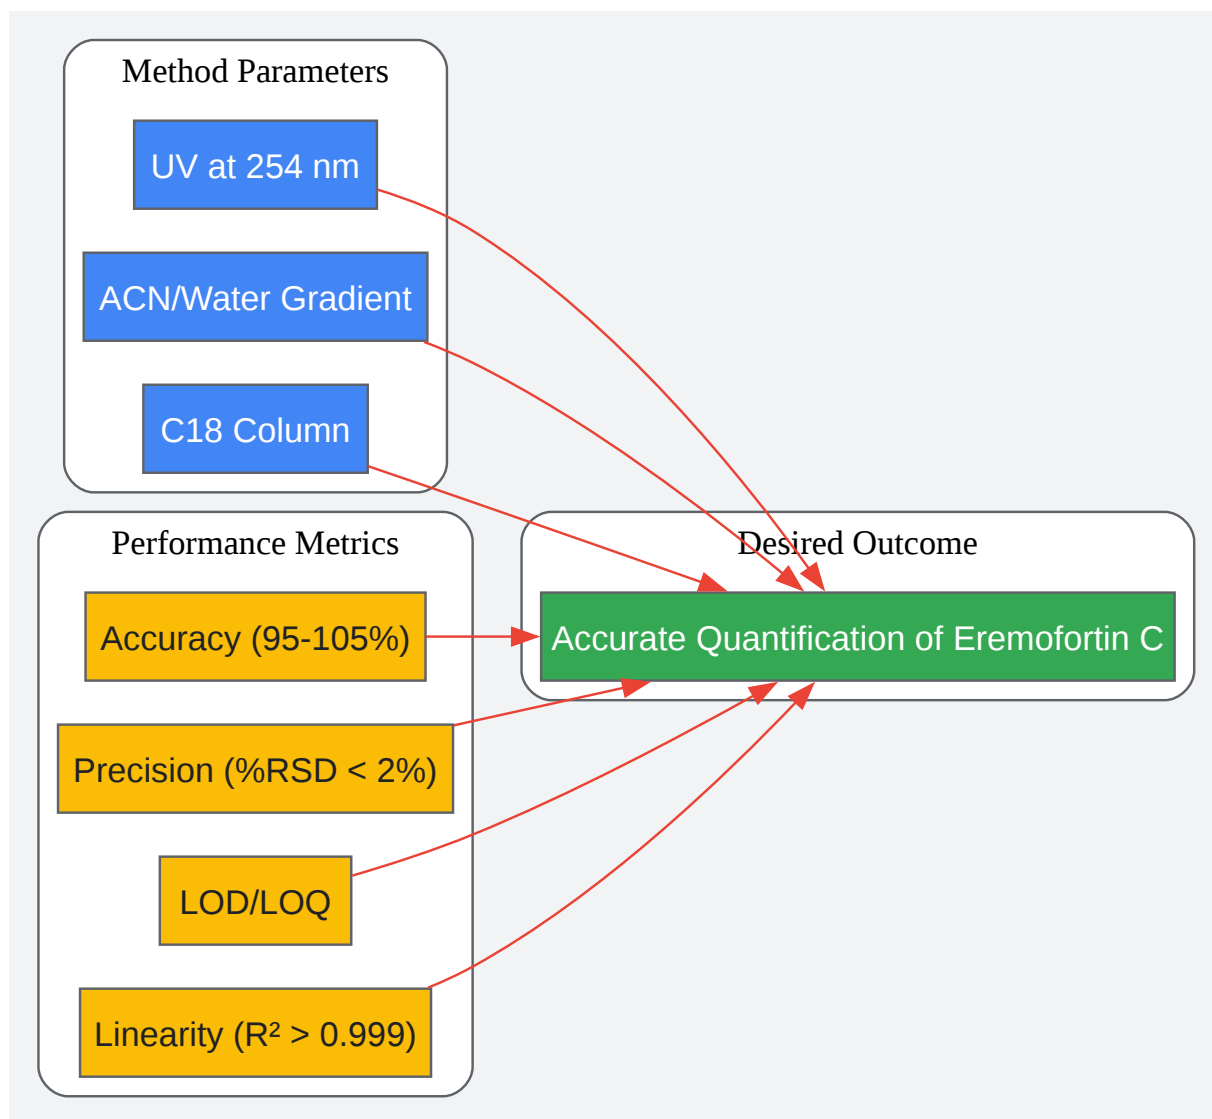 Method Parameters
UV at 254 nm
ACN/Water Gradient
C18 Column
Performance Metrics
Accuracy (95-105%)
Precision (%RSD < 2%)
LOD/LOQ
Linearity (R² > 0.999)
Desired Outcome
Accurate Quantification of Eremofortin C